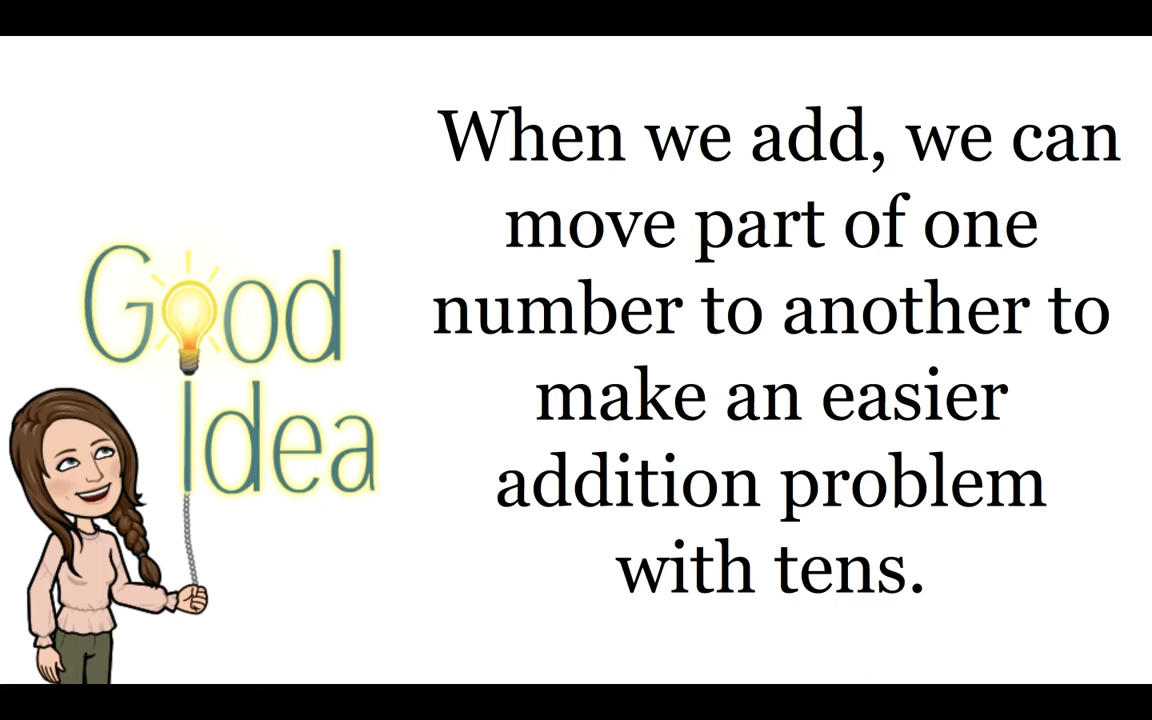 Good
Idea
When we add, we can
move part of one
number to another to
make an easier
addition problem
with tens.